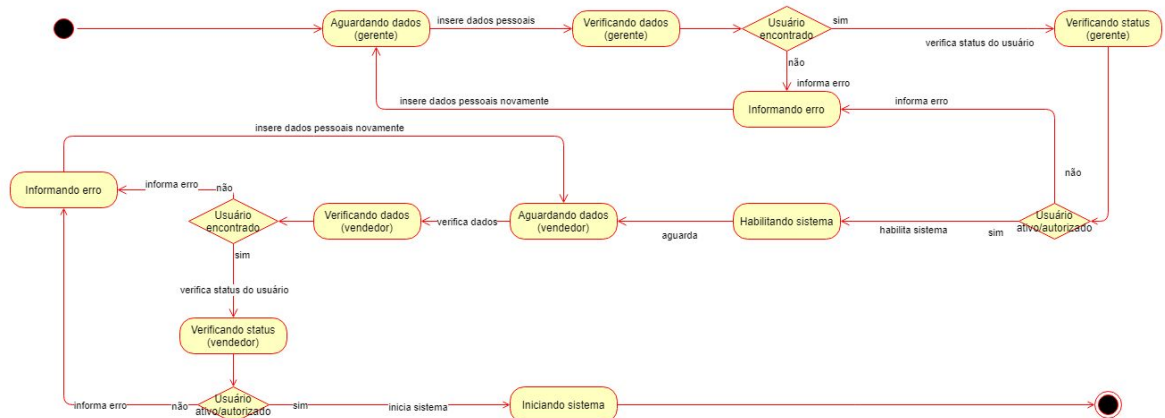 Aguardando dados
(gerente)
insere dados pessoais
Verificando dados
(gerente)
Usuário
encontrado
sim
verifica status do usuário
Verificando status
(gerente)
não
informa erro
Informando erro
insere dados pessoais novamente
informa erro
não
insere dados pessoais novamente
Informando erro
informa erro
não
Usuário
encontrado
Verificando dados
(vendedor)
verifica dados
Aguardando dados
(vendedor)
aguarda
Habilitando sistema
habilita sistema
sim
Usuário
ativo/autorizado
sim
verifica status do usuário
Verificando status
(vendedor)
informa erro
não
Usuário
ativo/autorizado
sim
inicia sistema
Iniciando sistema